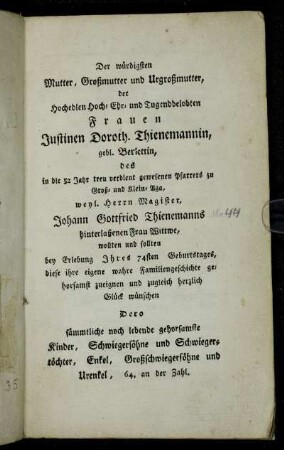 Der würdigsten
Mutter, Großmutter und Urgroßmutter,
der
Hochedlen Hoch- Ehr- und Tugendbelobten
Frauen
Justinen Doroth. Thienemannin,
gebl. Berlettin,
des
in die 52 Jahr treu verdient gewesenen Pfarrers zu
Groß- und Klein- Aga,
weyl. Herrn Magister,
Johann Gottfried Thienemanns
hinterlaßenen Frau Wittwe,
wollten und sollten
bey Erlebung Ihres 74sten Geburtstages,
diese ihre eigene wahre Familiengeschichte ge-
horsamst zueignen und zugleich herzlich
Glück wünschen
Dero
sämmtliche noch lebende gehorsamste
Kinder, Schwiegersöhne und Schwieger-
töchter, Enkel, Großschwiegersöhne und
Urenkel, 64, an der Zahl.